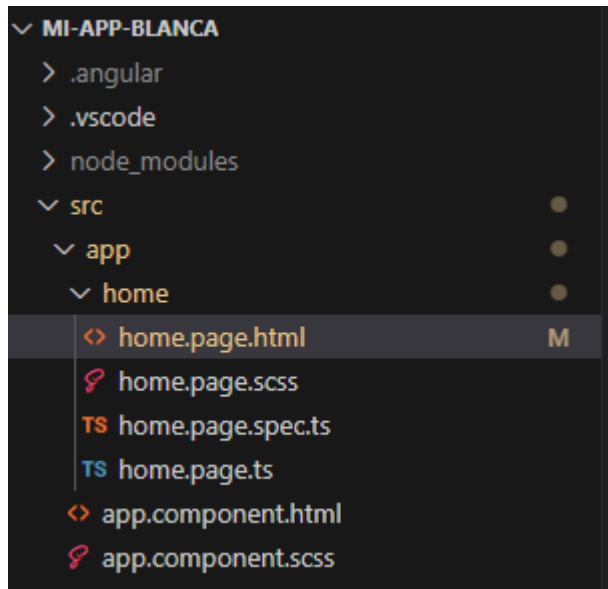 MI-APP-BLANCA
.angular
.vscode
node_modules
src
app
home
<> home.page.html M
home.page.scss
TS home.page.spec.ts
TS home.page.ts
<> app.component.html
app.component.scss